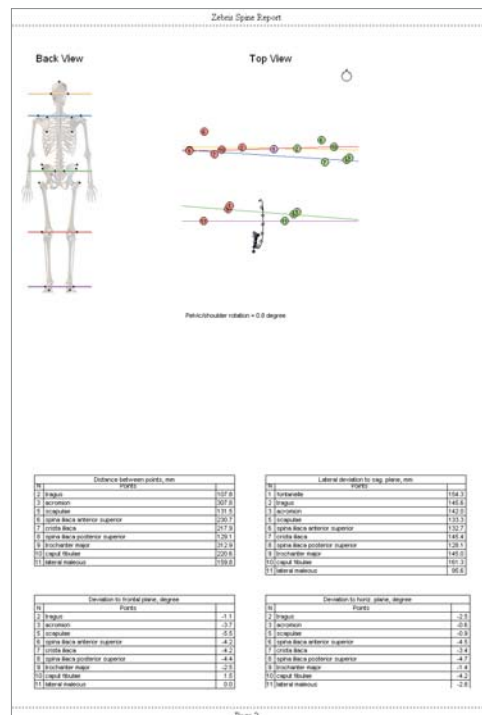 Zebris Spine Report
Back View
Top View
Pelvic/shoulder rotation = 0.8 degree
Distance between points, mm
N Points
2 tragus 107.8
3 acromion 307.8
5 scapulae 131.5
6 spina iliaca anterior superior 230.7
7 crista iliaca 217.9
8 spina iliaca posterior superior 129.1
9 trochanter major 312.9
10 caput fibulae 220.6
11 lateral maleous 159.8
Lateral deviation to sag. plane, mm
N Points
1 fontanelle 154.3
2 tragus 145.8
3 acromion 142.0
5 scapulae 133.3
6 spina iliaca anterior superior 132.7
7 crista iliaca 145.4
8 spina iliaca posterior superior 128.1
9 trochanter major 145.0
10 caput fibulae 161.3
11 lateral maleous 95.6
Deviation to frontal plane, degree
N Points
2 tragus -1.1
3 acromion -3.7
5 scapulae -5.5
6 spina iliaca anterior superior -4.2
7 crista iliaca -4.2
8 spina iliaca posterior superior -4.4
9 trochanter major -2.5
10 caput fibulae 1.5
11 lateral maleous 0.0
Deviation to horiz. plane, degree
N Points
2 tragus -2.5
3 acromion -0.6
5 scapulae -0.9
6 spina iliaca anterior superior -4.5
7 crista iliaca -3.4
8 spina iliaca posterior superior -4.7
9 trochanter major -1.4
10 caput fibulae -4.2
11 lateral maleous -2.8